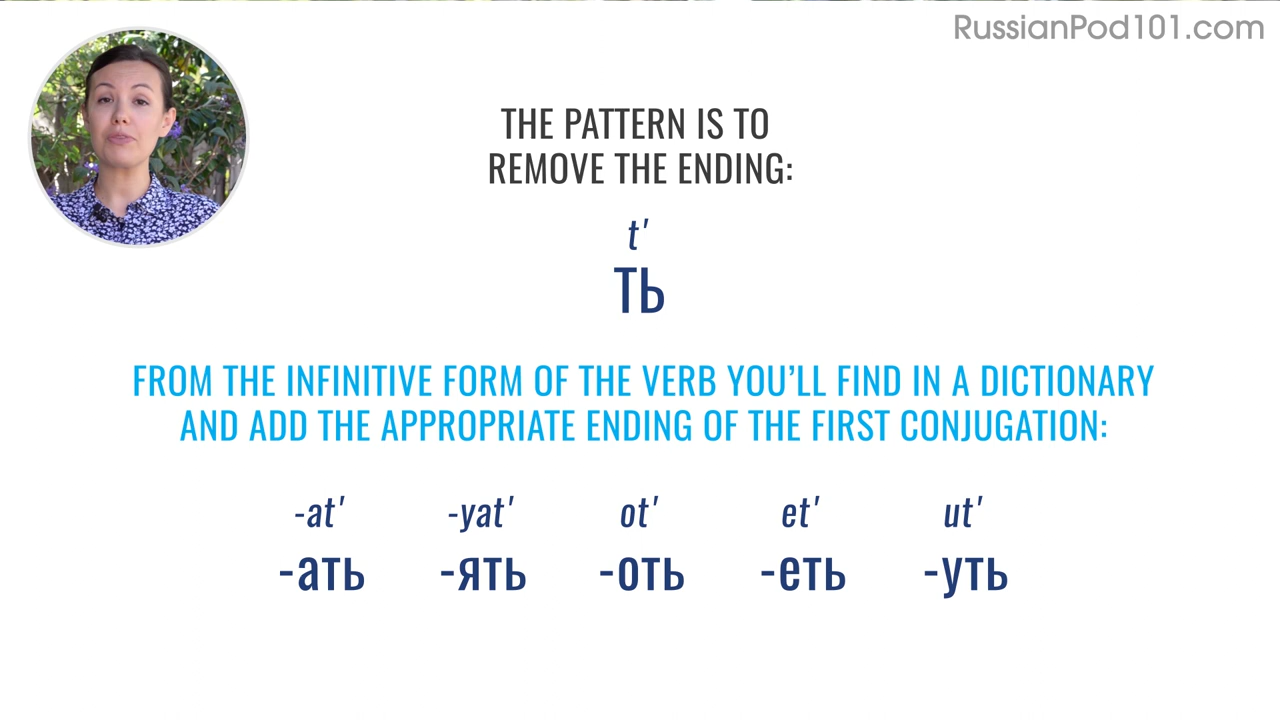 RussianPod101.com
THE PATTERN IS TO
REMOVE THE ENDING:
t'
ТЬ
FROM THE INFINITIVE FORM OF THE VERB YOU’LL FIND IN A DICTIONARY
AND ADD THE APPROPRIATE ENDING OF THE FIRST CONJUGATION:
-at' -yat' ot' et' ut'
-ать -ять -оть -еть -уть